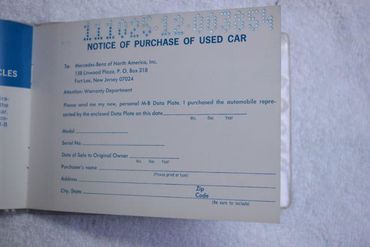 111025-12-003364
NOTICE OF PURCHASE OF USED CAR
To: Mercedes-Benz of North America, Inc.
158 Linwood Plaza, P. O. Box 318
Fort Lee, New Jersey 07024
Attention: Warranty Department
Please send me my new, personal M-B Data Plate. I purchased the automobile repre-
sented by the enclosed Data Plate on this date
Mo. Day Year
Model
Serial No.
Date of Sale to Original Owner
Mo. Day Year
Purchaser's name
(Please print or type)
Address
City, State Zip Code
(Be sure to include)
CLES